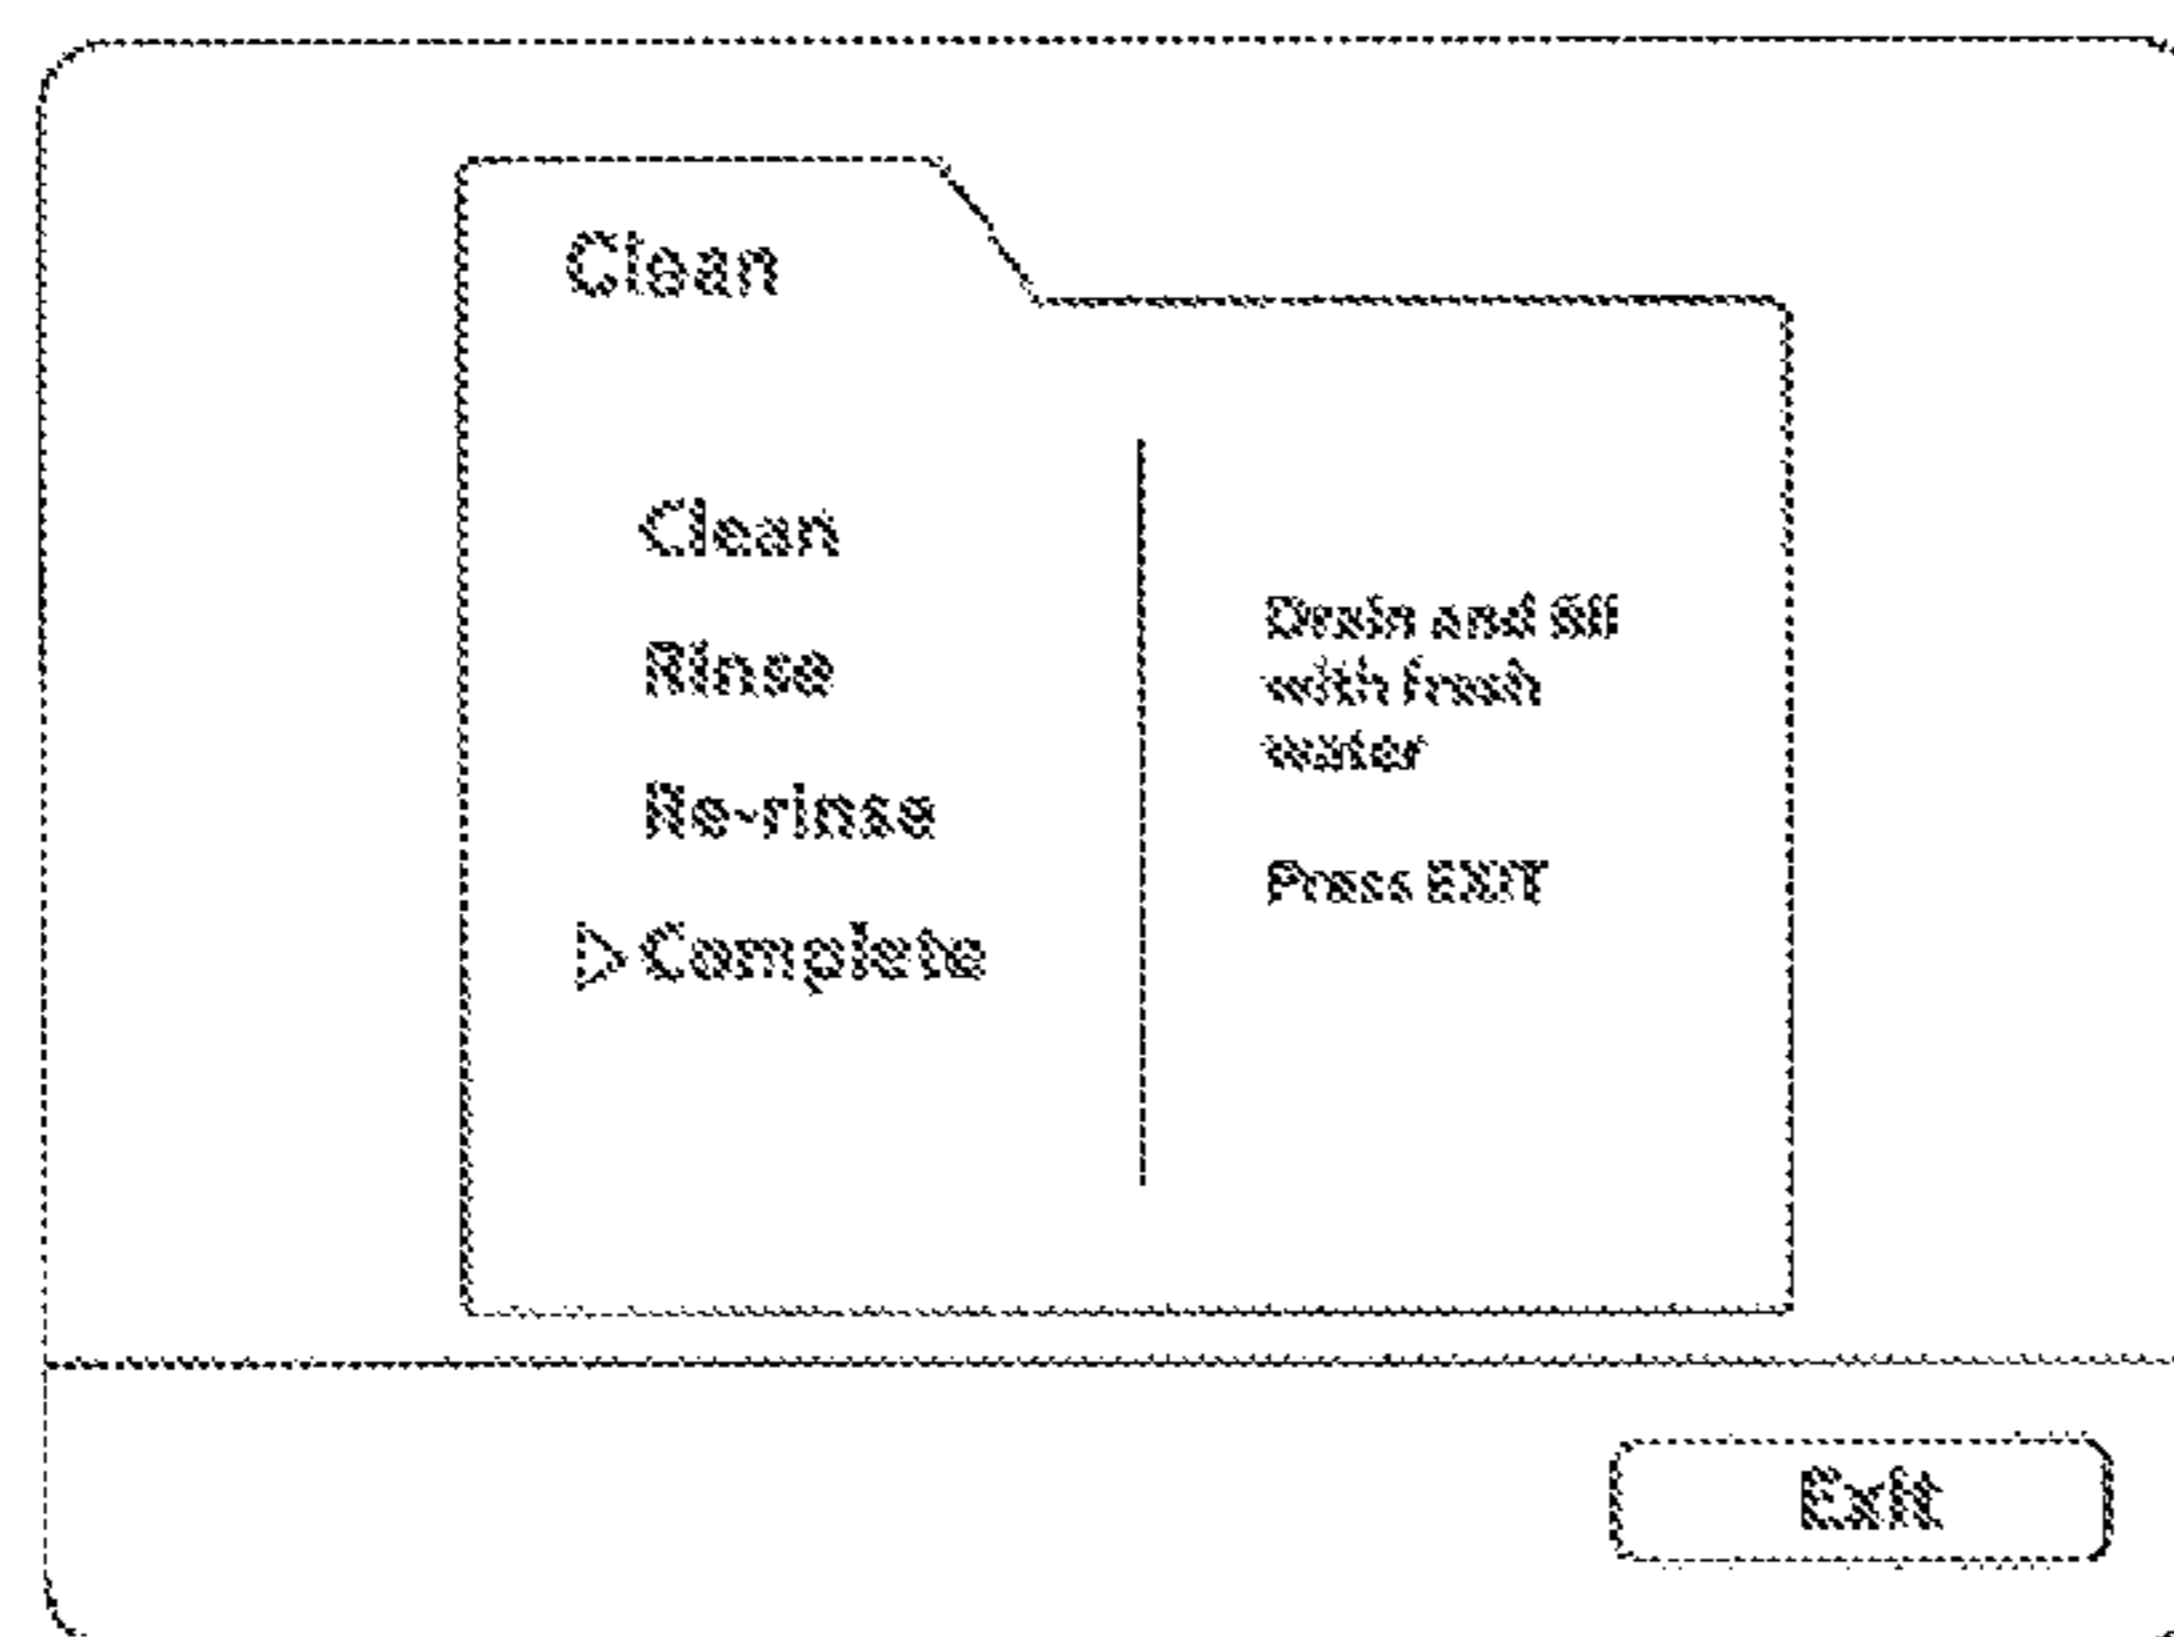 Clean
Clean
Rinse
Re-rinse
▷Complete
Drain and fill
with fresh
water
Press EXIT
Exit